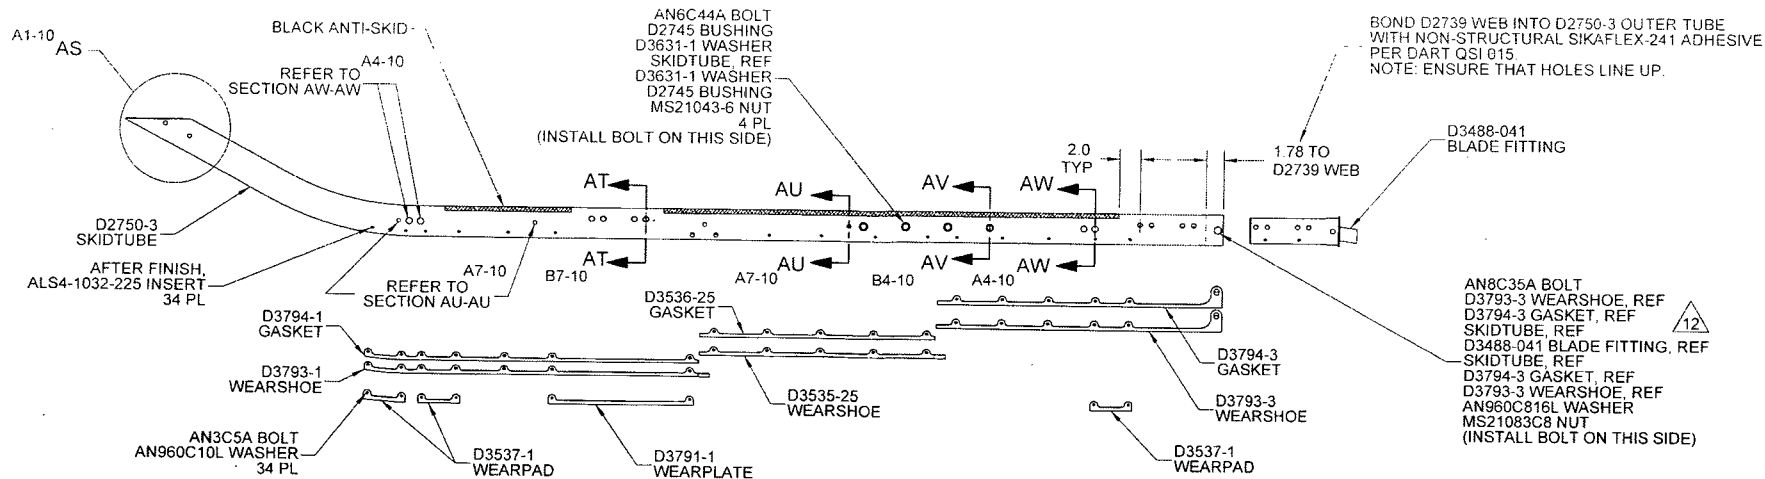 A1-10
AS
BLACK ANTI-SKID
A4-10
REFER TO
SECTION AW-AW
AN6C44A BOLT
D2745 BUSHING
D3631-1 WASHER
SKIDTUBE, REF
D3631-1 WASHER
D2745 BUSHING
MS21043-6 NUT
4 PL
(INSTALL BOLT ON THIS SIDE)
BOND D2739 WEB INTO D2750-3 OUTER TUBE
WITH NON-STRUCTURAL SIKAFLEX-241 ADHESIVE
PER DART QSI 015.
NOTE: ENSURE THAT HOLES LINE UP.
2.0
TYP
1.78 TO
D2739 WEB
D3488-041
BLADE FITTING
AT
AU
AV
AW
D2750-3
SKIDTUBE
AFTER FINISH,
ALS4-1032-225 INSERT
34 PL
REFER TO
SECTION AU-AU
A7-10
B7-10
AT
A7-10
AU
B4-10
AV
A4-10
AW
D3794-1
GASKET
D3793-1
WEARSHOE
D3536-25
GASKET
D3535-25
WEARSHOE
D3794-3
GASKET
D3793-3
WEARSHOE
AN8C35A BOLT
D3793-3 WEARSHOE, REF
D3794-3 GASKET, REF
SKIDTUBE, REF
D3488-041 BLADE FITTING, REF
SKIDTUBE, REF
D3794-3 GASKET, REF
D3793-3 WEARSHOE, REF
AN960C816L WASHER
MS21083C8 NUT
(INSTALL BOLT ON THIS SIDE)
12
AN3C5A BOLT
AN960C10L WASHER
34 PL
D3537-1
WEARPAD
D3791-1
WEARPLATE
D3537-1
WEARPAD